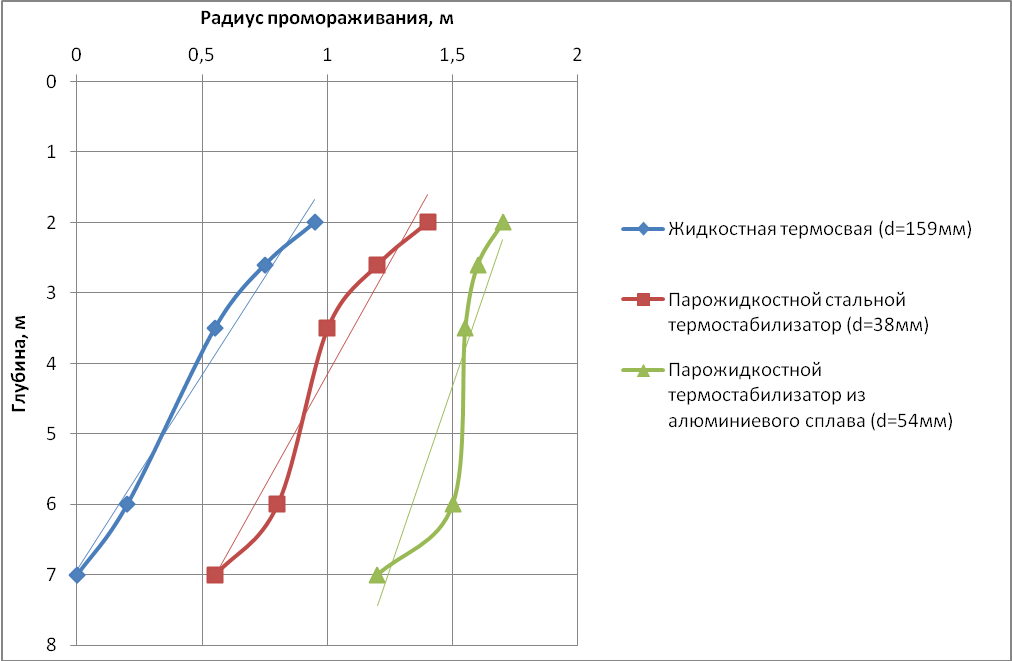 Радиус промораживания, м
0 0,5 1 1,5 2
0
1
2
3
4
5
6
7
8
Глубина, м
Жидкостная термосвая (d=159мм)
Парожидкостной стальной
термостабилизатор (d=38мм)
Парожидкостной
термостабилизатор из
алюминиевого сплава (d=54мм)